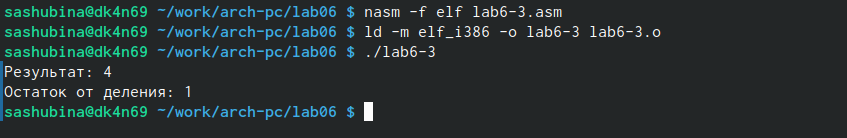 sashubina@dk4n69 ~/work/arch-pc/lab06 $ nasm -f elf lab6-3.asm
sashubina@dk4n69 ~/work/arch-pc/lab06 $ ld -m elf_i386 -o lab6-3 lab6-3.o
sashubina@dk4n69 ~/work/arch-pc/lab06 $ ./lab6-3
Результат: 4
Остаток от деления: 1
sashubina@dk4n69 ~/work/arch-pc/lab06 $